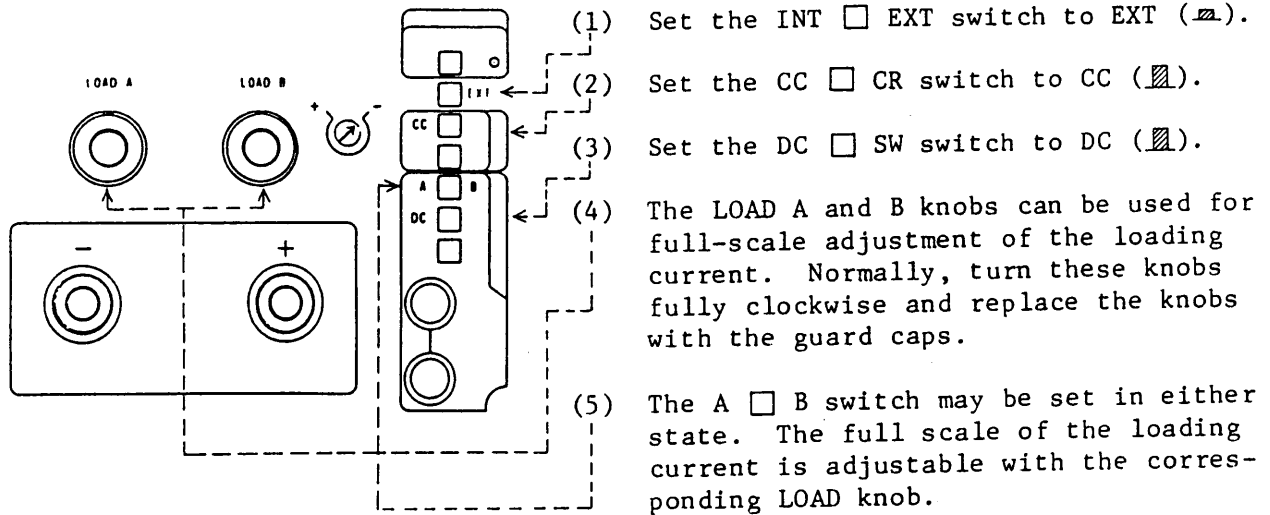 (1) Set the INT □ EXT switch to EXT ( ).
(2) Set the CC □ CR switch to CC ( ).
(3) Set the DC □ SW switch to DC ( ).
(4) The LOAD A and B knobs can be used for
full-scale adjustment of the loading
current. Normally, turn these knobs
fully clockwise and replace the knobs
with the guard caps.
(5) The A □ B switch may be set in either
state. The full scale of the loading
current is adjustable with the corres-
ponding LOAD knob.
LOAD A
LOAD B
+ -
EXT
CC
A B
DC
- +